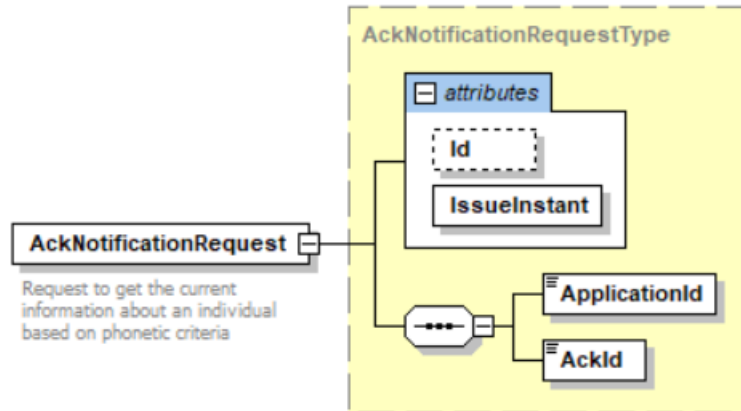 AckNotificationRequestType
attributes
Id
IssueInstant
AckNotificationRequest
Request to get the current
information about an individual
based on phonetic criteria
ApplicationId
AckId